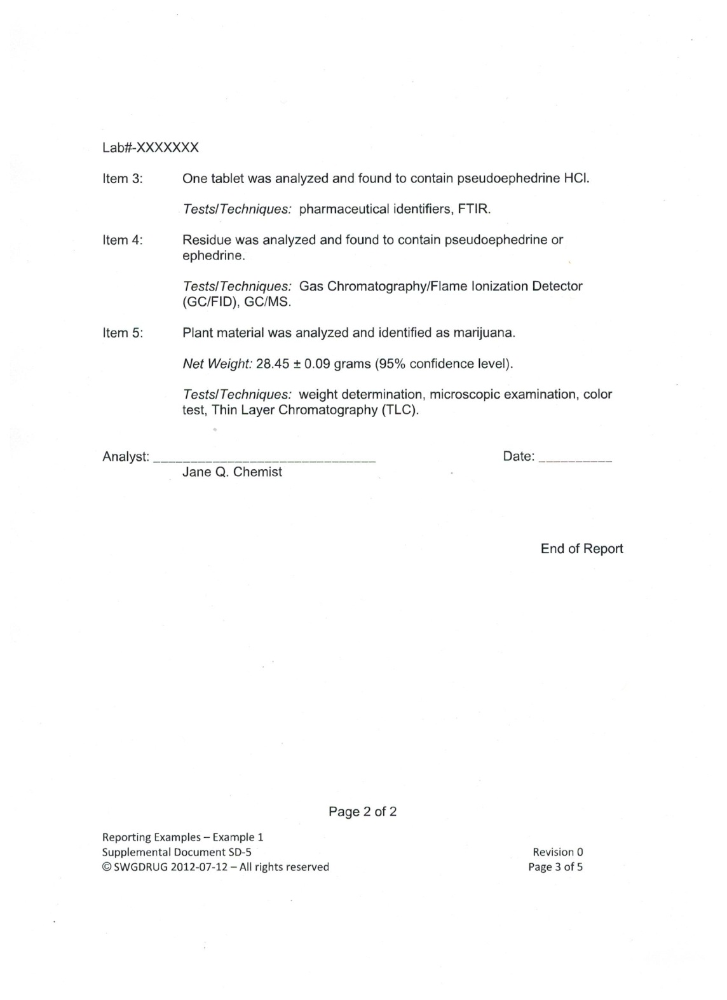 Lab#-XXXXXXX
Item 3: One tablet was analyzed and found to contain pseudoephedrine HCl.
Tests/Techniques: pharmaceutical identifiers, FTIR.
Item 4: Residue was analyzed and found to contain pseudoephedrine or
ephedrine.
Tests/Techniques: Gas Chromatography/Flame Ionization Detector
(GC/FID), GC/MS.
Item 5: Plant material was analyzed and identified as marijuana.
Net Weight: 28.45 ± 0.09 grams (95% confidence level).
Tests/Techniques: weight determination, microscopic examination, color
test, Thin Layer Chromatography (TLC).
Analyst: ______________________________ Date: __________
Jane Q. Chemist
End of Report
Page 2 of 2
Reporting Examples – Example 1
Supplemental Document SD-5 Revision 0
© SWGDRUG 2012-07-12 – All rights reserved Page 3 of 5